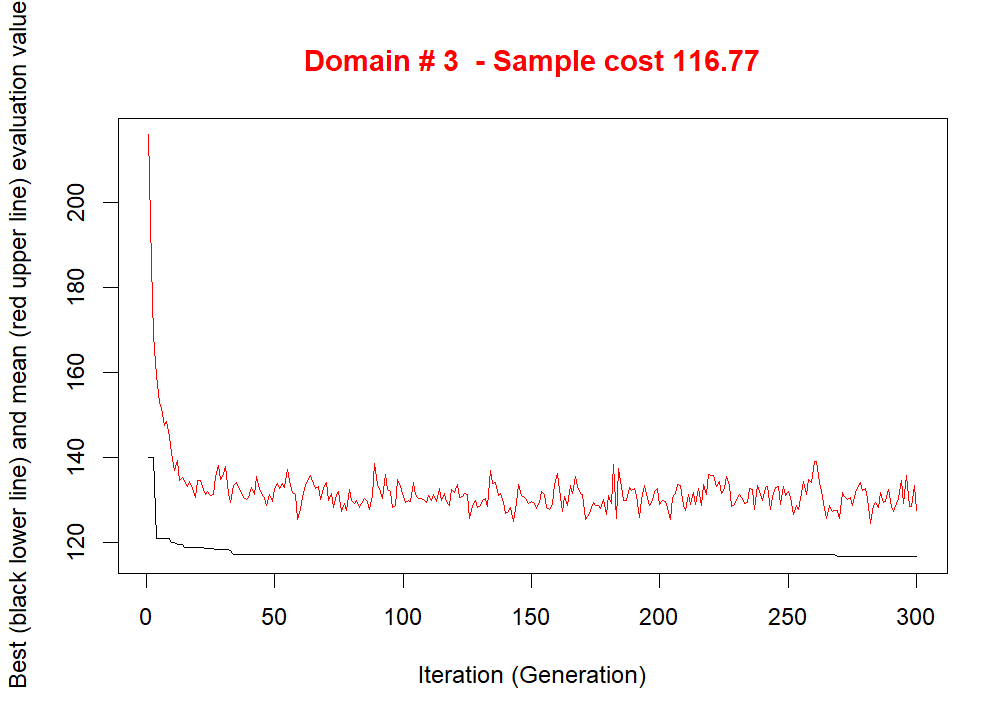 Domain # 3  - Sample cost 116.77
Best (black lower line) and mean (red upper line) evaluation value
200
180
160
140
120
0 50 100 150 200 250 300
Iteration (Generation)